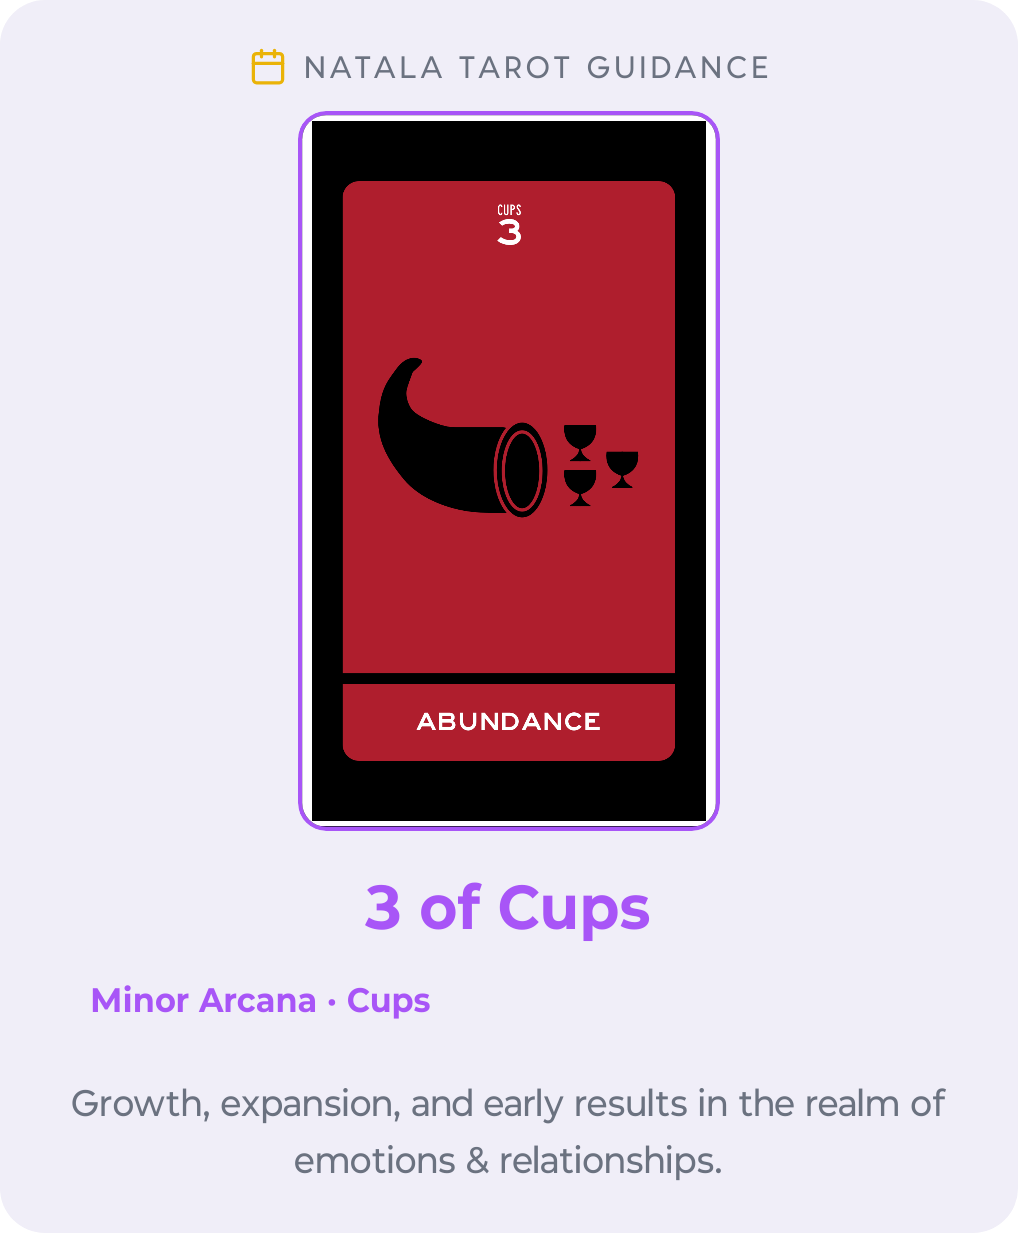 NATALA TAROT GUIDANCE
CUPS
3
ABUNDANCE
3 of Cups
Minor Arcana · Cups
Growth, expansion, and early results in the realm of
emotions & relationships.